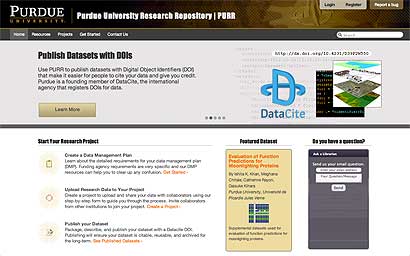 PURDUE
UNIVERSITY
Purdue University Research Repository | PURR
Login
Register
Report a bug
Home
Resources
Projects
Get Started
Contact Us
Search
Publish Datasets with DOIs
Use PURR to publish datasets with Digital Object Identifiers (DOI)
that make it easier for people to cite your data and give you credit.
Purdue is a founding member of DataCite, the international
agency that registers DOIs for data.
Learn More
DataCite
Start Your Research Project
Create a Data Management Plan
Learn about the detailed requirements for your data management plan
(DMP). Funding agency requirements are very specific and our DMP
resources can help you to clear up any confusion. Get Started ›
Upload Research Data to Your Project
Create a project to upload and share your data with collaborators using our
step-by-step form to guide you through the process. Invite collaborators
from other institutions to join your project. Create a Project ›
Publish your Dataset
Package, describe, and publish your dataset with a Datacite DOI.
Publishing will ensure your dataset is citable, reusable, and archived for
the long-term. See Published Datasets ›
Featured Dataset
Evaluation of Function
Predictions for
Moonlighting Proteins
By Ishita K. Khan, Meghana
Chitale, Catherine Rayon,
Daisuke Kihara
Purdue University, Université de
Picardie Jules Verne
Supplemental datasets used for
evaluation of function predictions for
moonlighting proteins.
Do you have a question?
Ask a Librarian
Send us your email question:
Enter your email address
Your Question/Message
Send